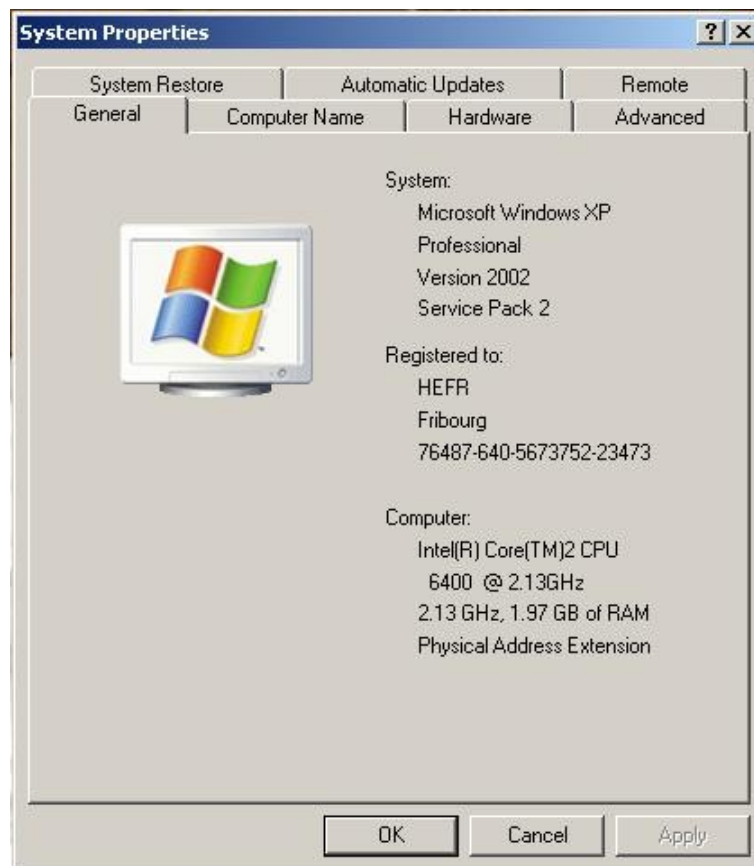 System Properties
System Restore Automatic Updates Remote
General Computer Name Hardware Advanced
System:
Microsoft Windows XP
Professional
Version 2002
Service Pack 2
Registered to:
HEFR
Fribourg
76487-640-5673752-23473
Computer:
Intel(R) Core(TM)2 CPU
6400 @ 2.13GHz
2.13 GHz, 1.97 GB of RAM
Physical Address Extension
OK Cancel Apply